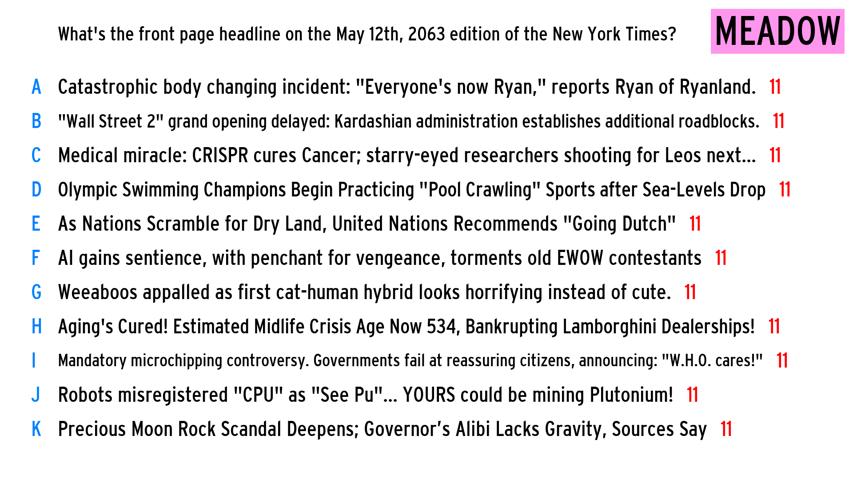 What's the front page headline on the May 12th, 2063 edition of the New York Times?
MEADOW
A Catastrophic body changing incident: "Everyone's now Ryan," reports Ryan of Ryanland. 11
B "Wall Street 2" grand opening delayed: Kardashian administration establishes additional roadblocks. 11
C Medical miracle: CRISPR cures Cancer; starry-eyed researchers shooting for Leos next... 11
D Olympic Swimming Champions Begin Practicing "Pool Crawling" Sports after Sea-Levels Drop 11
E As Nations Scramble for Dry Land, United Nations Recommends "Going Dutch" 11
F AI gains sentience, with penchant for vengeance, torments old EWOW contestants 11
G Weeaboos appalled as first cat-human hybrid looks horrifying instead of cute. 11
H Aging's Cured! Estimated Midlife Crisis Age Now 534, Bankrupting Lamborghini Dealerships! 11
I Mandatory microchipping controversy. Governments fail at reassuring citizens, announcing: "W.H.O. cares!" 11
J Robots misregistered "CPU" as "See Pu"... YOURS could be mining Plutonium! 11
K Precious Moon Rock Scandal Deepens; Governor’s Alibi Lacks Gravity, Sources Say 11